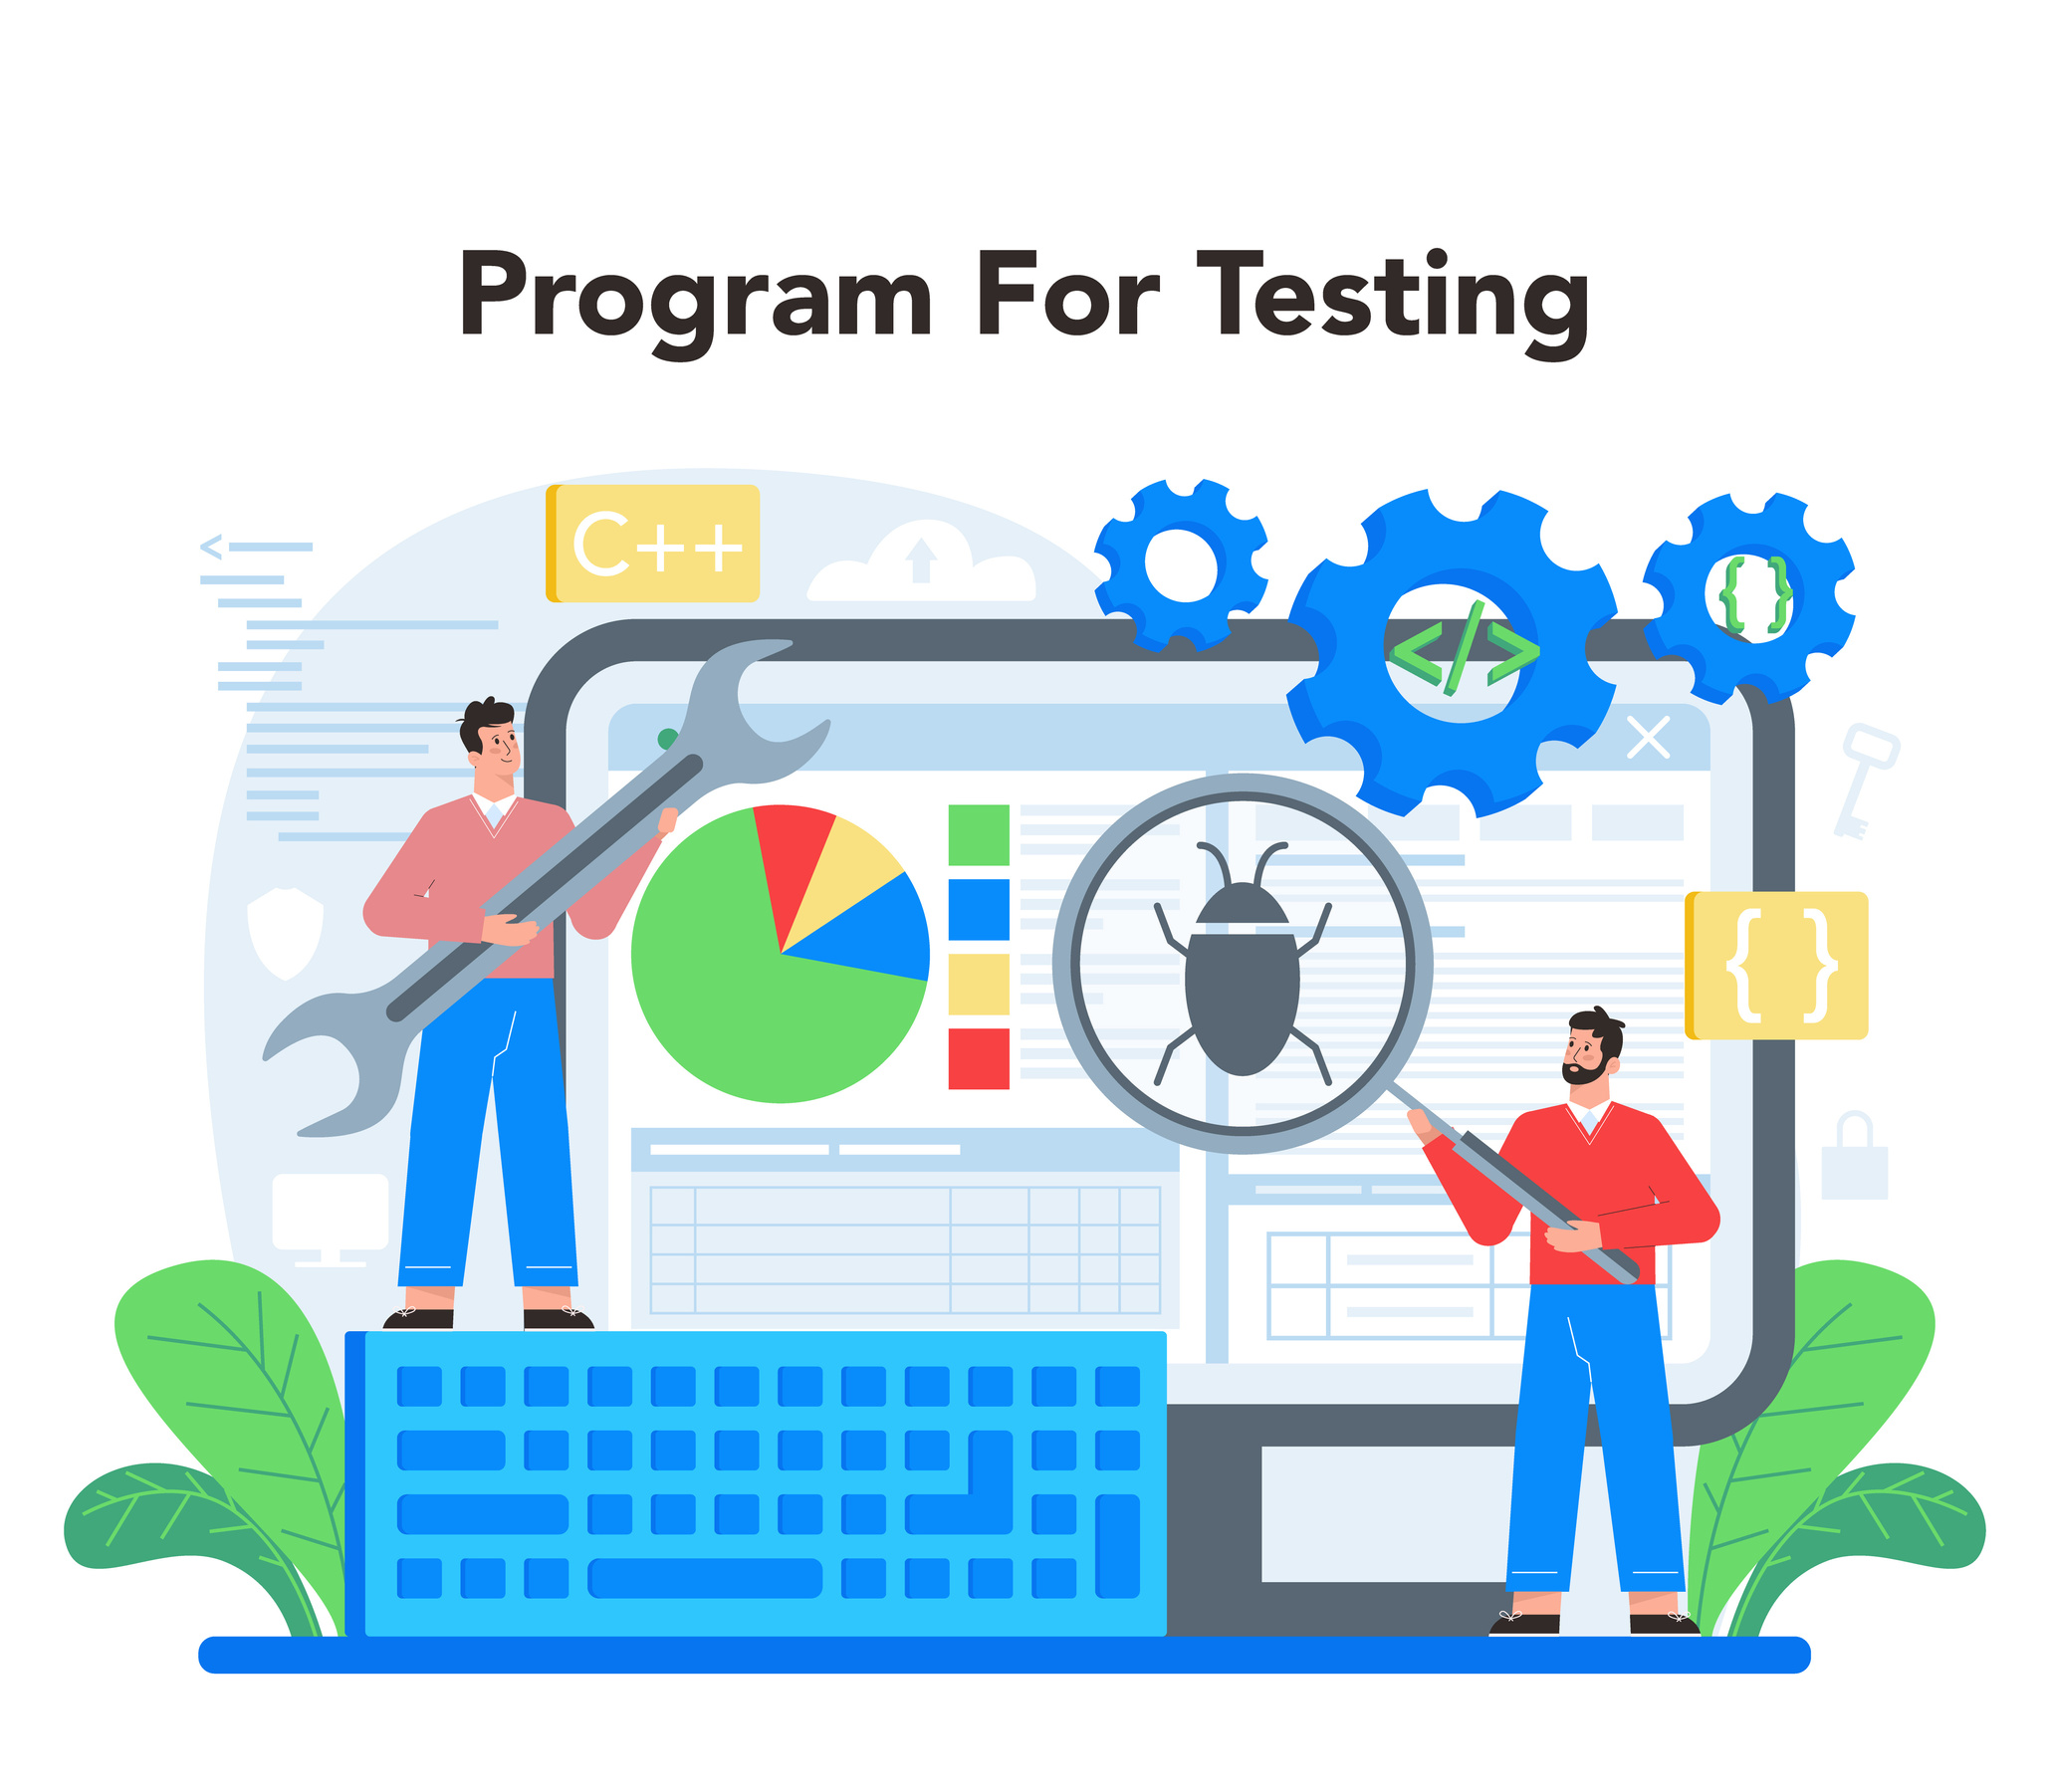 Program For Testing
C++
</>
{ }
{ }